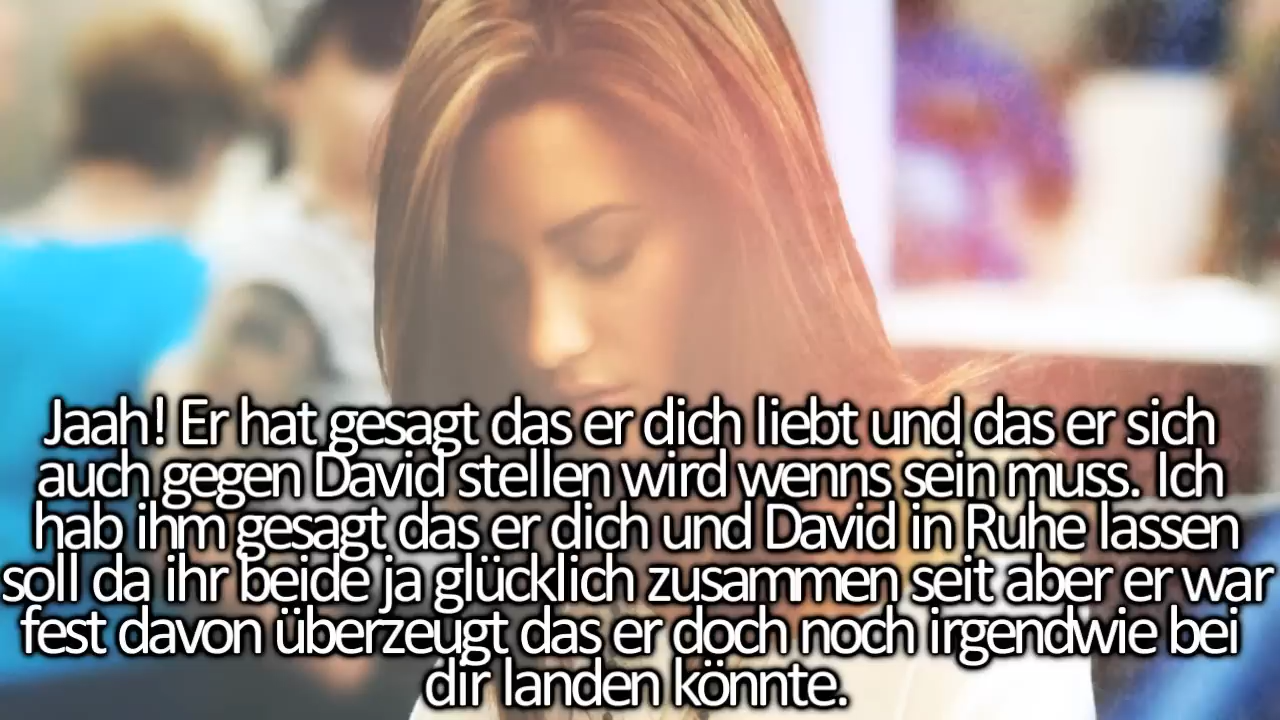 Jaah! Er hat gesagt das er dich liebt und das er sich
auch gegen David stellen wird wenns sein muss. Ich
hab ihm gesagt das er dich und David in Ruhe lassen
soll da ihr beide ja glücklich zusammen seit aber er war
fest davon überzeugt das er doch noch irgendwie bei
dir landen könnte.